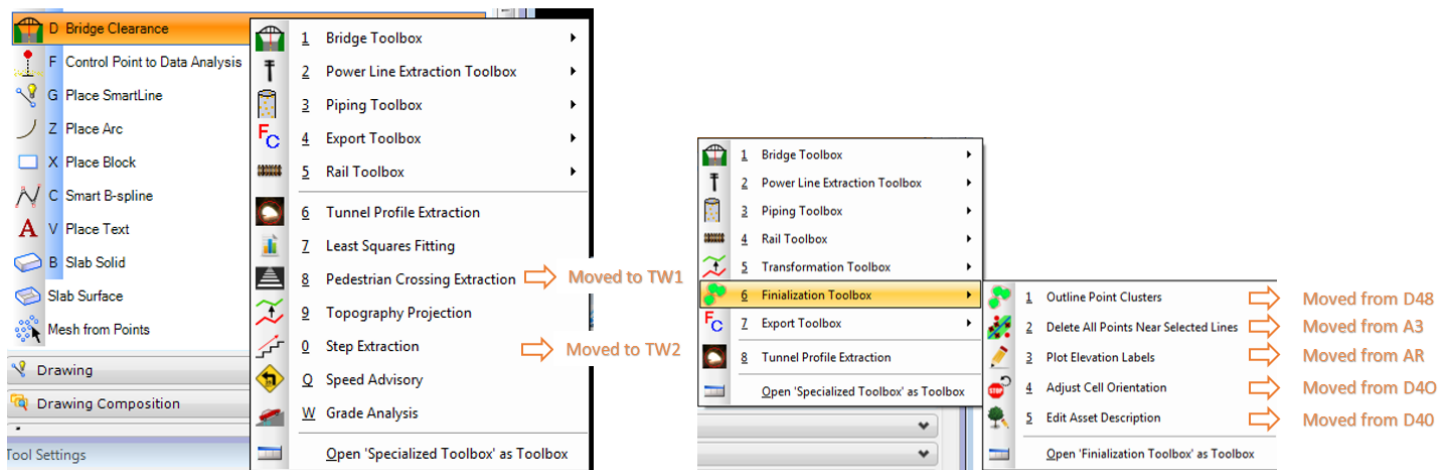 D Bridge Clearance
F Control Point to Data Analysis
G Place SmartLine
Z Place Arc
X Place Block
C Smart B-spline
V Place Text
B Slab Solid
Slab Surface
Mesh from Points
Drawing
Drawing Composition
Tool Settings
1 Bridge Toolbox
2 Power Line Extraction Toolbox
3 Piping Toolbox
FC 4 Export Toolbox
5 Rail Toolbox
6 Tunnel Profile Extraction
7 Least Squares Fitting
8 Pedestrian Crossing Extraction Moved to TW1
9 Topography Projection
0 Step Extraction Moved to TW2
Q Speed Advisory
W Grade Analysis
Open 'Specialized Toolbox' as Toolbox
1 Bridge Toolbox
2 Power Line Extraction Toolbox
3 Piping Toolbox
4 Rail Toolbox
5 Transformation Toolbox
6 Finialization Toolbox
FC 7 Export Toolbox
8 Tunnel Profile Extraction
Open 'Specialized Toolbox' as Toolbox
1 Outline Point Clusters Moved from D48
2 Delete All Points Near Selected Lines Moved from A3
3 Plot Elevation Labels Moved from AR
STOP 4 Adjust Cell Orientation Moved from D4O
5 Edit Asset Description Moved from D40
Open 'Finialization Toolbox' as Toolbox